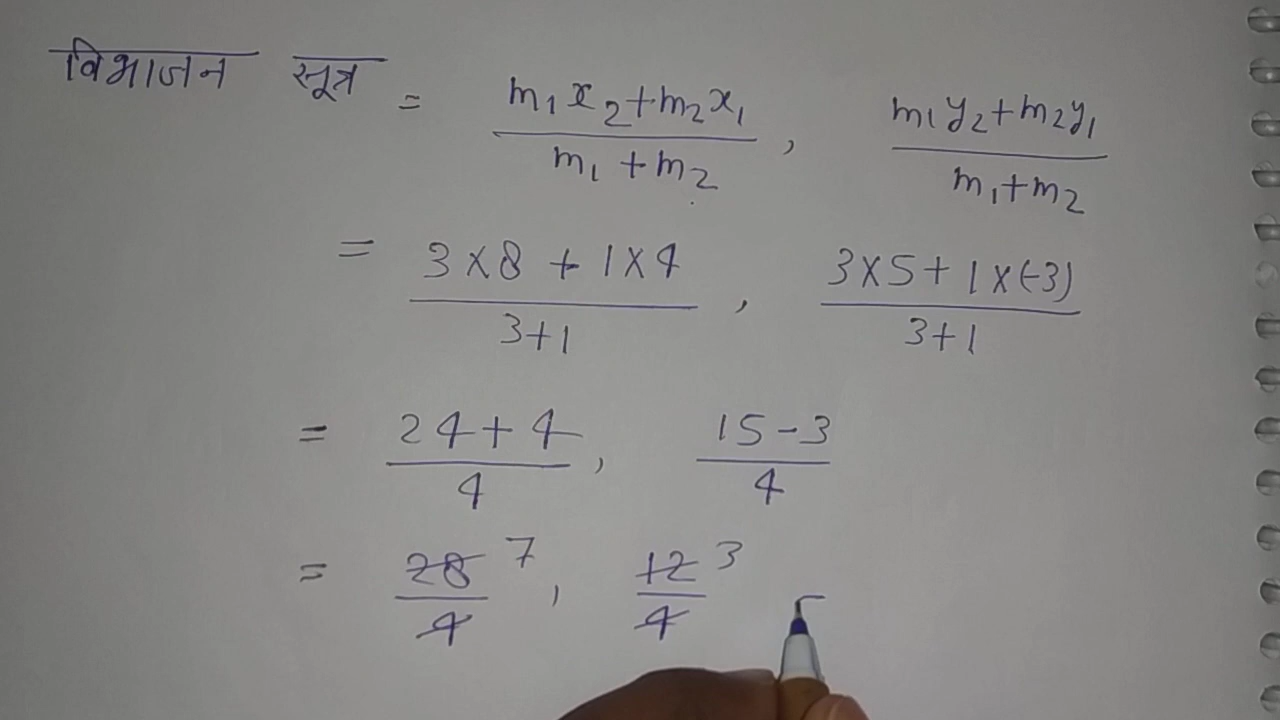 विभाजन सूत्र = m₁x₂+m₂x₁ / m₁+m₂ , m₁y₂+m₂y₁ / m₁+m₂
= 3×8+1×4 / 3+1 , 3×5+1×(-3) / 3+1
= 24+4 / 4 , 15-3 / 4
= 28 7 / 4 , 12 3 / 4